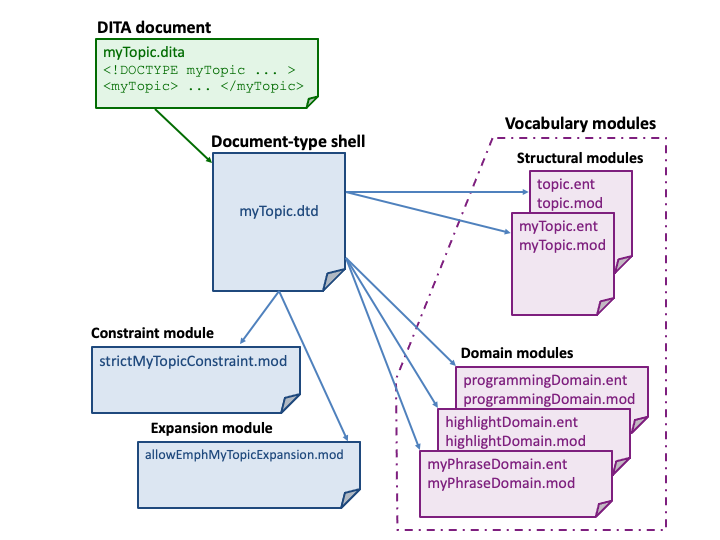 DITA document
myTopic.dita
<!DOCTYPE myTopic ... >
<myTopic> ... </myTopic>
Document-type shell
myTopic.dtd
Vocabulary modules
Structural modules
topic.ent
topic.mod
myTopic.ent
myTopic.mod
Constraint module
strictMyTopicConstraint.mod
Expansion module
allowEmphMyTopicExpansion.mod
Domain modules
programmingDomain.ent
programmingDomain.mod
highlightDomain.ent
highlightDomain.mod
myPhraseDomain.ent
myPhraseDomain.mod